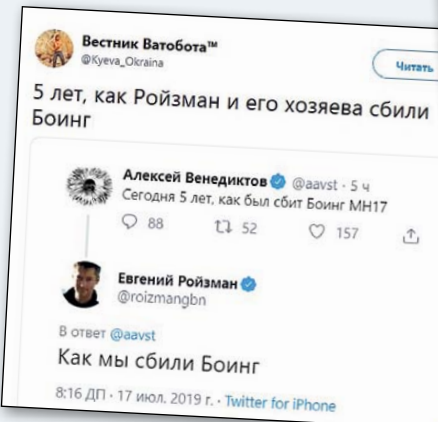 Вестник Ватобота™
@Kyeva_Okraina
Читать
5 лет, как Ройзман и его хозяева сбили
Боинг
Алексей Венедиктов @aavst · 5 ч
Сегодня 5 лет, как был сбит Боинг MH17
88 52 157
Евгений Ройзман
@roizmangbn
В ответ @aavst
Как мы сбили Боинг
8:16 ДП · 17 июл. 2019 г. · Twitter for iPhone